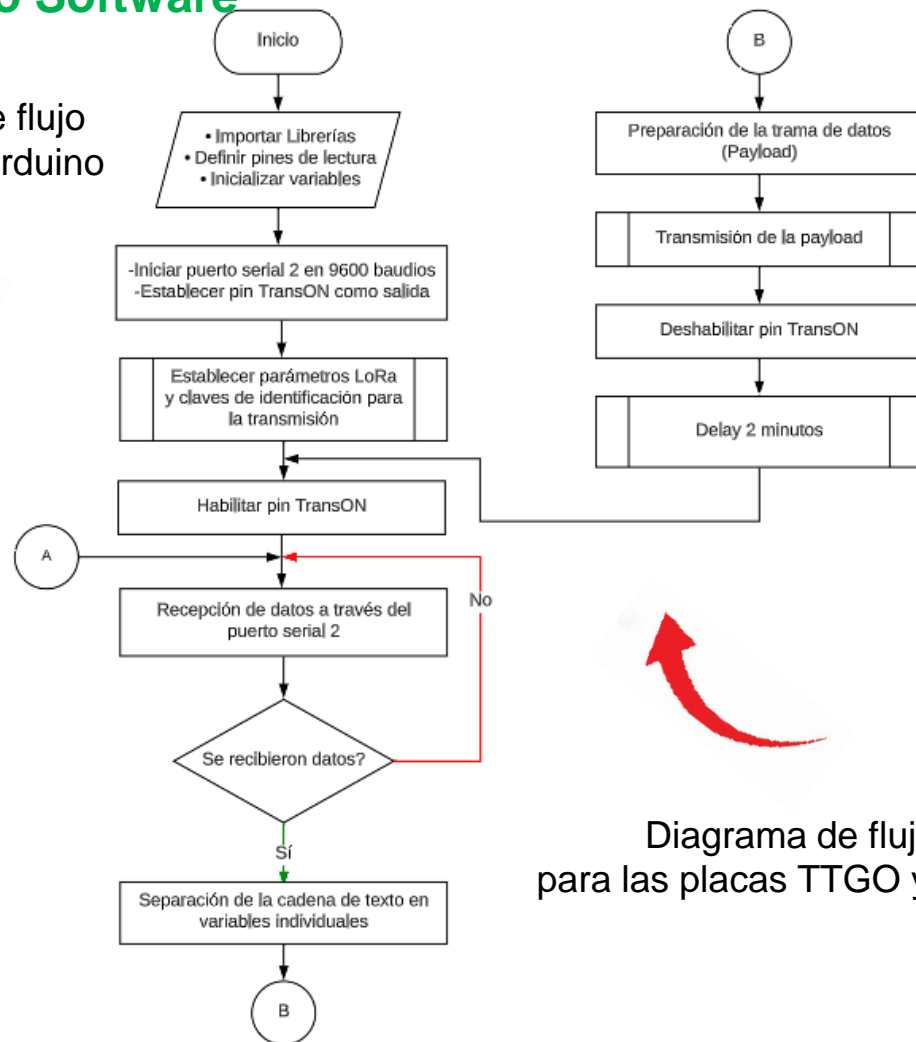 o Software
e flujo
rduino
Inicio
• Importar Librerías
• Definir pines de lectura
• Inicializar variables
-Iniciar puerto serial 2 en 9600 baudios
-Establecer pin TransON como salida
Establecer parámetros LoRa
y claves de identificación para
la transmisión
Habilitar pin TransON
A
Recepción de datos a través del
puerto serial 2
No
Se recibieron datos?
Sí
Separación de la cadena de texto en
variables individuales
B
B
Preparación de la trama de datos
(Payload)
Transmisión de la payload
Deshabilitar pin TransON
Delay 2 minutos
Diagrama de fluj
para las placas TTGO y